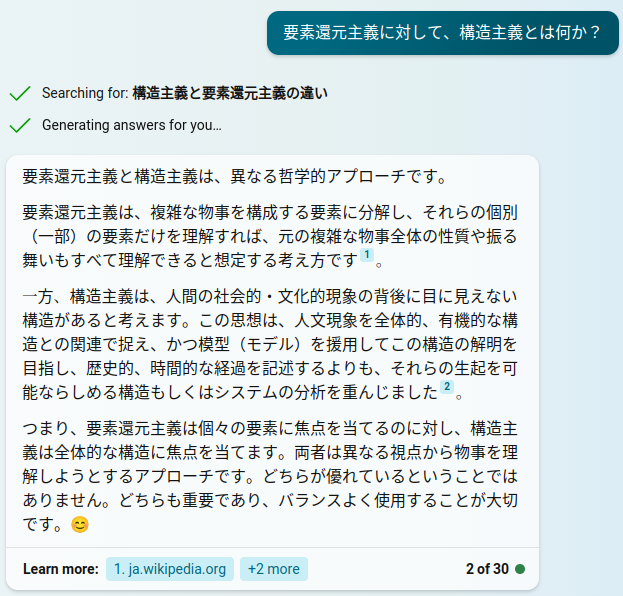 要素還元主義に対して、構造主義とは何か？
Searching for: 構造主義と要素還元主義の違い
Generating answers for you…
要素還元主義と構造主義は、異なる哲学的アプローチです。
要素還元主義は、複雑な物事を構成する要素に分解し、それらの個別
（一部）の要素だけを理解すれば、元の複雑な物事全体の性質や振る
舞いもすべて理解できると想定する考え方です 1 。
一方、構造主義は、人間の社会的・文化的現象の背後に目に見えない
構造があると考えます。この思想は、人文現象を全体的、有機的な構
造との関連で捉え、かつ模型（モデル）を援用してこの構造の解明を
目指し、歴史的、時間的な経過を記述するよりも、それらの生起を可
能ならしめる構造もしくはシステムの分析を重んじました 2 。
つまり、要素還元主義は個々の要素に焦点を当てるのに対し、構造主
義は全体的な構造に焦点を当てます。両者は異なる視点から物事を理
解しようとするアプローチです。どちらが優れているということでは
ありません。どちらも重要であり、バランスよく使用することが大切
です。😊
Learn more: 1. ja.wikipedia.org +2 more 2 of 30